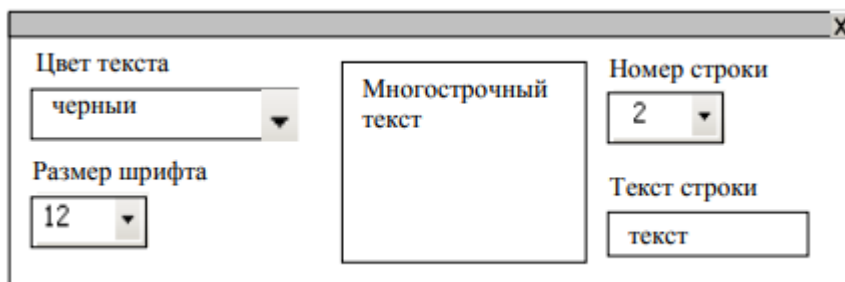 X
Цвет текста
черныи
Размер шрифта
12
Многострочный
текст
Номер строки
2
Текст строки
текст